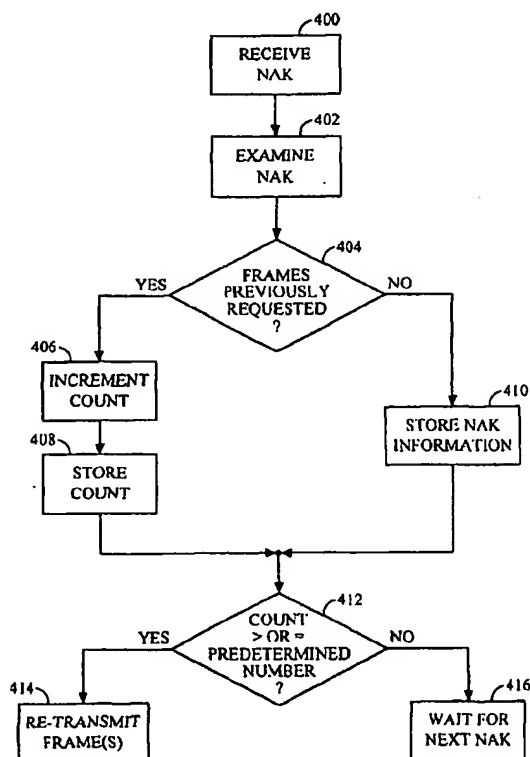 400
RECEIVE
NAK
402
EXAMINE
NAK
404
FRAMES
PREVIOUSLY
REQUESTED
?
YES
NO
406
INCREMENT
COUNT
408
STORE
COUNT
410
STORE NAK
INFORMATION
412
COUNT
> OR =
PREDETERMINED
NUMBER
?
YES
NO
414
RE-TRANSMIT
FRAME(S)
416
WAIT FOR
NEXT NAK